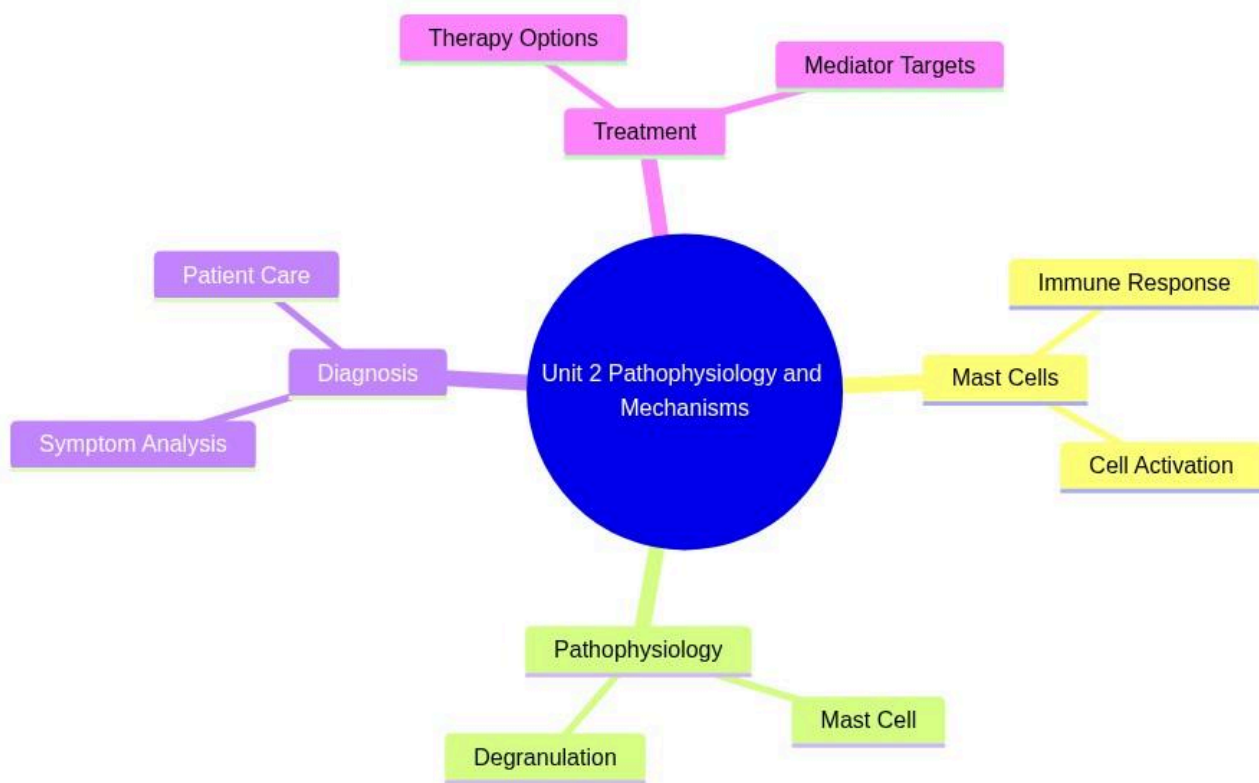 Therapy Options
Mediator Targets
Treatment
Patient Care
Immune Response
Diagnosis
Unit 2 Pathophysiology and
Mechanisms
Mast Cells
Symptom Analysis
Cell Activation
Pathophysiology
Mast Cell
Degranulation